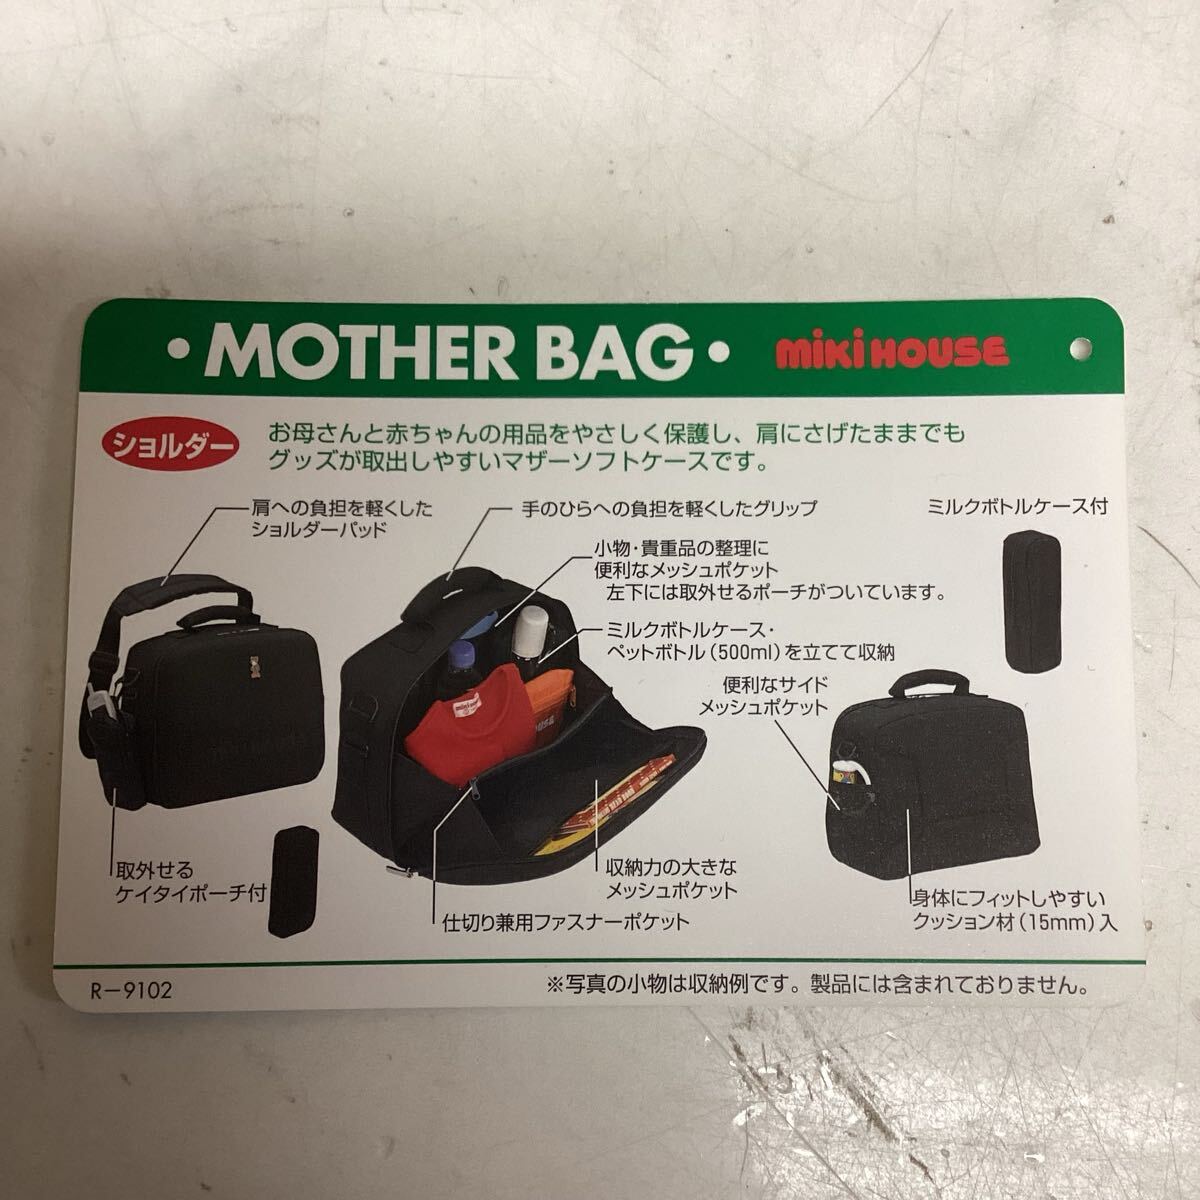 ・MOTHER BAG・ miki HOUSE
ショルダー
お母さんと赤ちゃんの用品をやさしく保護し、肩にさげたままでも
グッズが取出しやすいマザーソフトケースです。
肩への負担を軽くした
ショルダーパッド
手のひらへの負担を軽くしたグリップ
ミルクボトルケース付
小物・貴重品の整理に
便利なメッシュポケット
左下には取外せるポーチがついています。
ミルクボトルケース・
ペットボトル(500ml)を立てて収納
便利なサイド
メッシュポケット
miki HOUSE
取外せる
ケイタイポーチ付
収納力の大きな
メッシュポケット
仕切り兼用ファスナーポケット
身体にフィットしやすい
クッション材(15mm)入
R-9102
※写真の小物は収納例です。製品には含まれておりません。